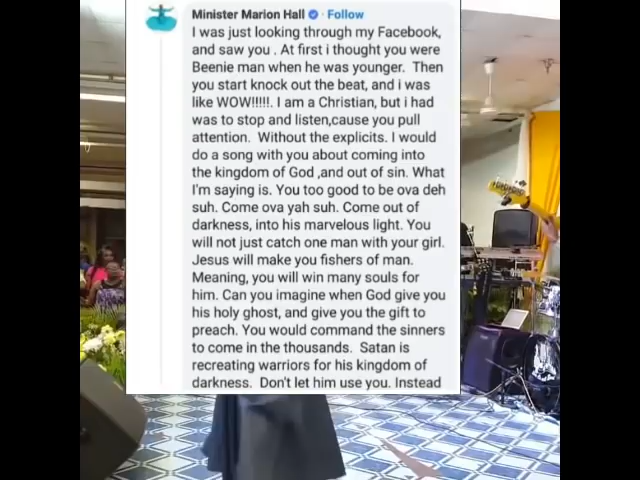 Minister Marion Hall · Follow
I was just looking through my Facebook,
and saw you . At first i thought you were
Beenie man when he was younger.  Then
you start knock out the beat, and i was
like WOW!!!!!. I am a Christian, but i had
was to stop and listen,cause you pull
attention.  Without the explicits. I would
do a song with you about coming into
the kingdom of God ,and out of sin. What
I'm saying is. You too good to be ova deh
suh. Come ova yah suh. Come out of
darkness, into his marvelous light. You
will not just catch one man with your girl.
Jesus will make you fishers of man.
Meaning, you will win many souls for
him. Can you imagine when God give you
his holy ghost, and give you the gift to
preach. You would command the sinners
to come in the thousands.  Satan is
recreating warriors for his kingdom of
darkness.  Don't let him use you. Instead